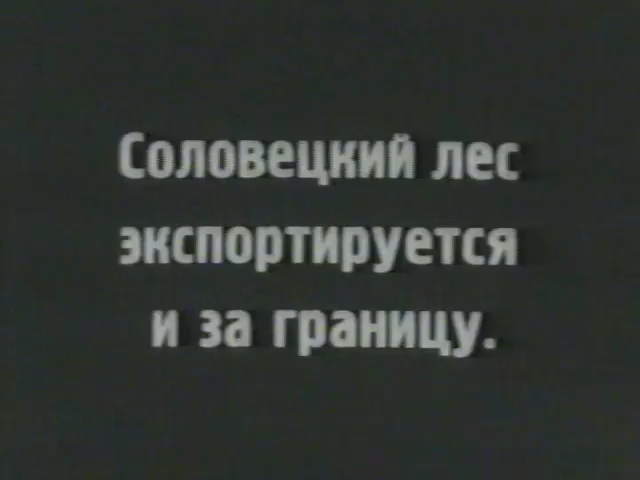 Соловецкий лес
экспортируется
и за границу.